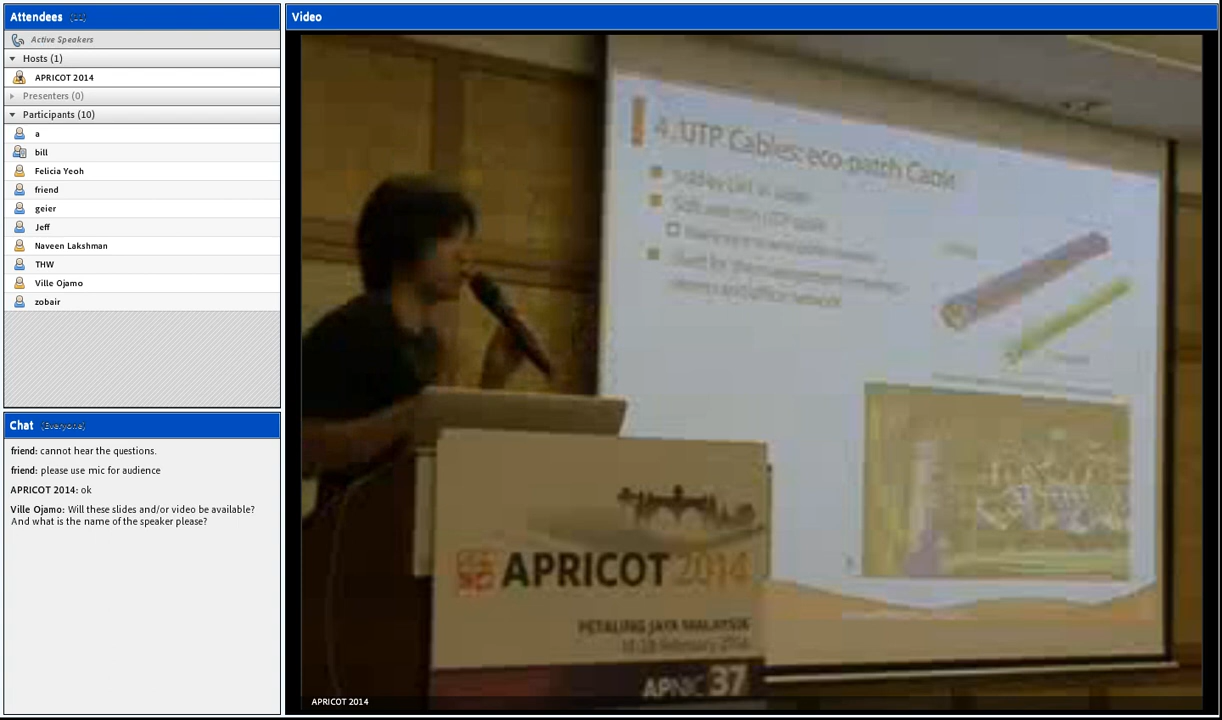 Attendees
Active Speakers
Hosts (1)
APRICOT 2014
Presenters (0)
Participants (10)
a
bill
Felicia Yeoh
friend
geier
Jeff
Naveen Lakshman
THW
Ville Ojamo
zobair
Chat (Everyone)
friend: cannot hear the questions.
friend: please use mic for audience
APRICOT 2014: ok
Ville Ojamo: Will these slides and/or video be available?
And what is the name of the speaker please?
Video
4. UTP Cables: eco-patch Cable
APRICOT 2014
PETALING JAYA MALAYSIA
February 2014
APNIC 37
APRICOT 2014